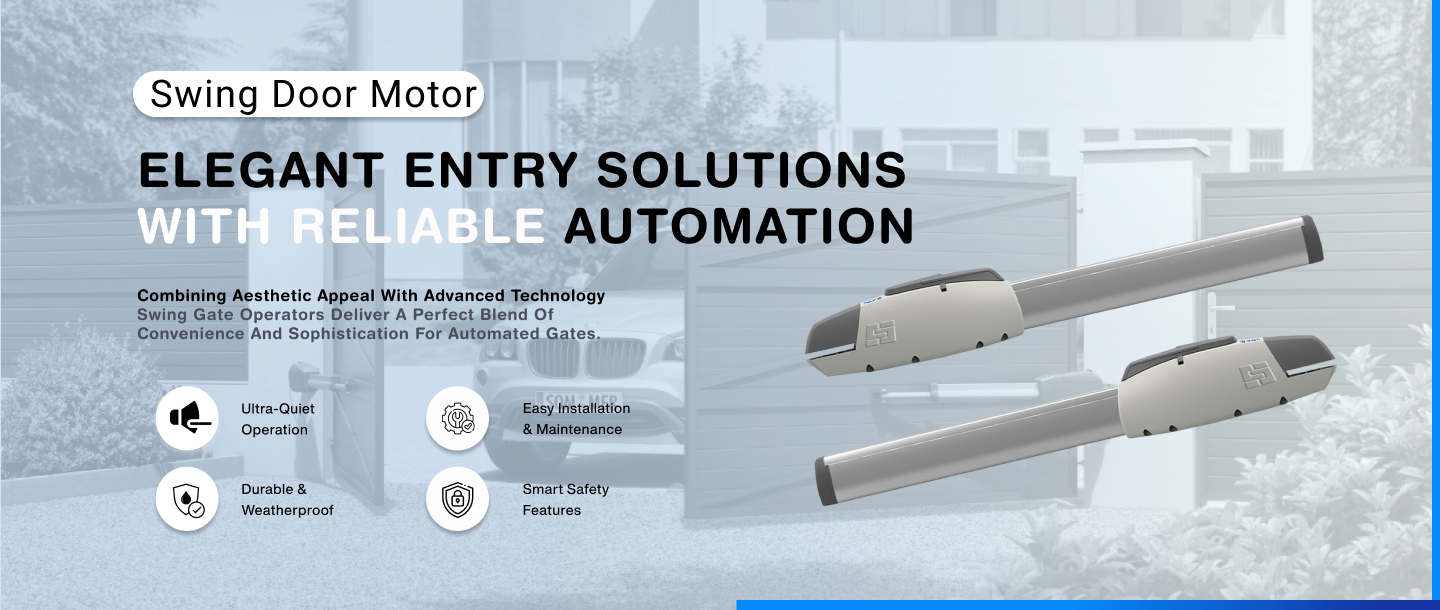 Swing Door Motor
ELEGANT ENTRY SOLUTIONS
WITH RELIABLE AUTOMATION
Combining Aesthetic Appeal With Advanced Technology
Swing Gate Operators Deliver A Perfect Blend Of
Convenience And Sophistication For Automated Gates.
Ultra-Quiet
Operation
Easy Installation
& Maintenance
Durable &
Weatherproof
Smart Safety
Features